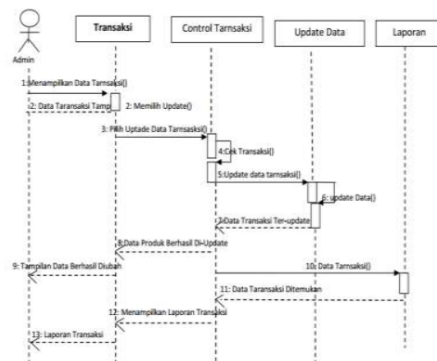 Transaksi
Control Tarnsaksi
Update Data
Laporan
Admin
1:Menampilkan Data Tarnsaksi()
2: Data Taransaksi Tamp
2: Memilih Update()
3: Pilih Uptade Data Tarnsasksi()
4:Cek Transaksi()
5:Update data tarnsaksi()
6: update Data()
7:Data Transaksi Ter-update
8:Data Produk Berhasil Di-Update
9: Tampilan Data Berhasil Diubah
10: Data Tarnsaksi()
11: Data Taransaksi Ditemukan
12: Menampilkan Laporan Transaksi
13: Laporan Transaksi